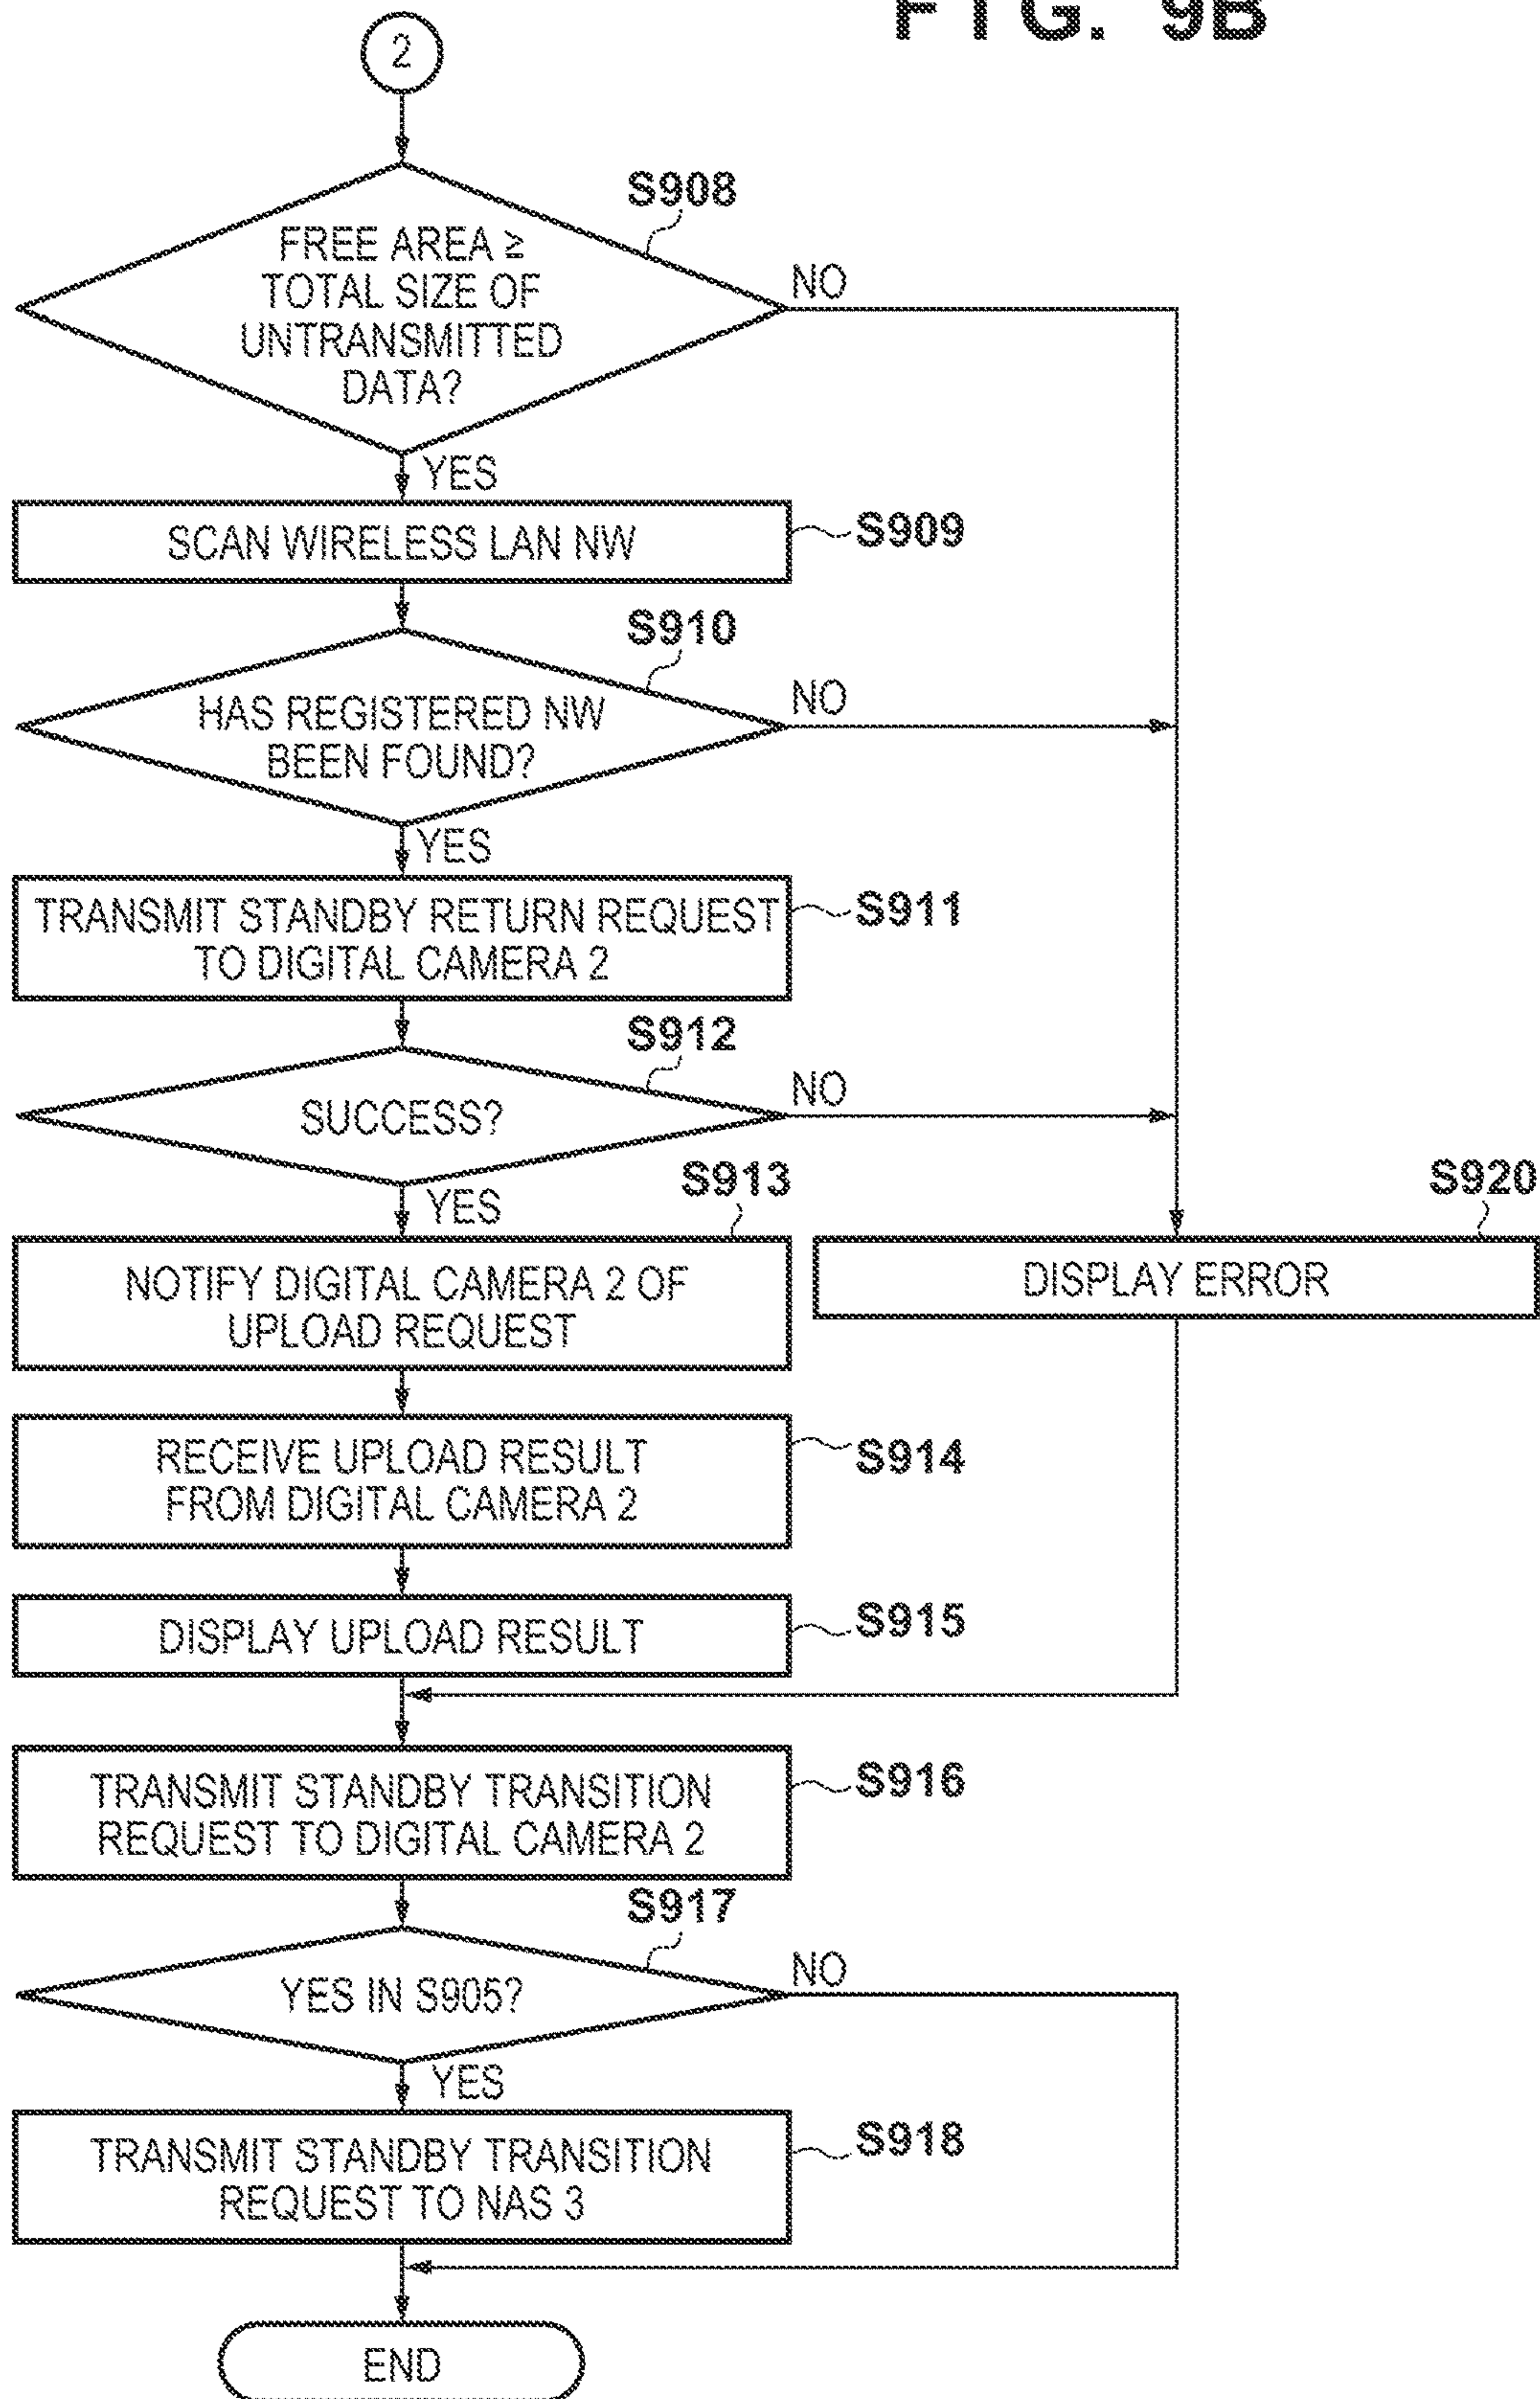 FIG. 9B
2
S908
FREE AREA ≥
TOTAL SIZE OF
UNTRANSMITTED
DATA?
NO
YES
SCAN WIRELESS LAN NW
S909
S910
HAS REGISTERED NW
BEEN FOUND?
NO
YES
TRANSMIT STANDBY RETURN REQUEST
TO DIGITAL CAMERA 2
S911
S912
SUCCESS?
NO
YES
S913
NOTIFY DIGITAL CAMERA 2 OF
UPLOAD REQUEST
S920
DISPLAY ERROR
RECEIVE UPLOAD RESULT
FROM DIGITAL CAMERA 2
S914
DISPLAY UPLOAD RESULT
S915
TRANSMIT STANDBY TRANSITION
REQUEST TO DIGITAL CAMERA 2
S916
S917
YES IN S905?
NO
YES
TRANSMIT STANDBY TRANSITION
REQUEST TO NAS 3
S918
END